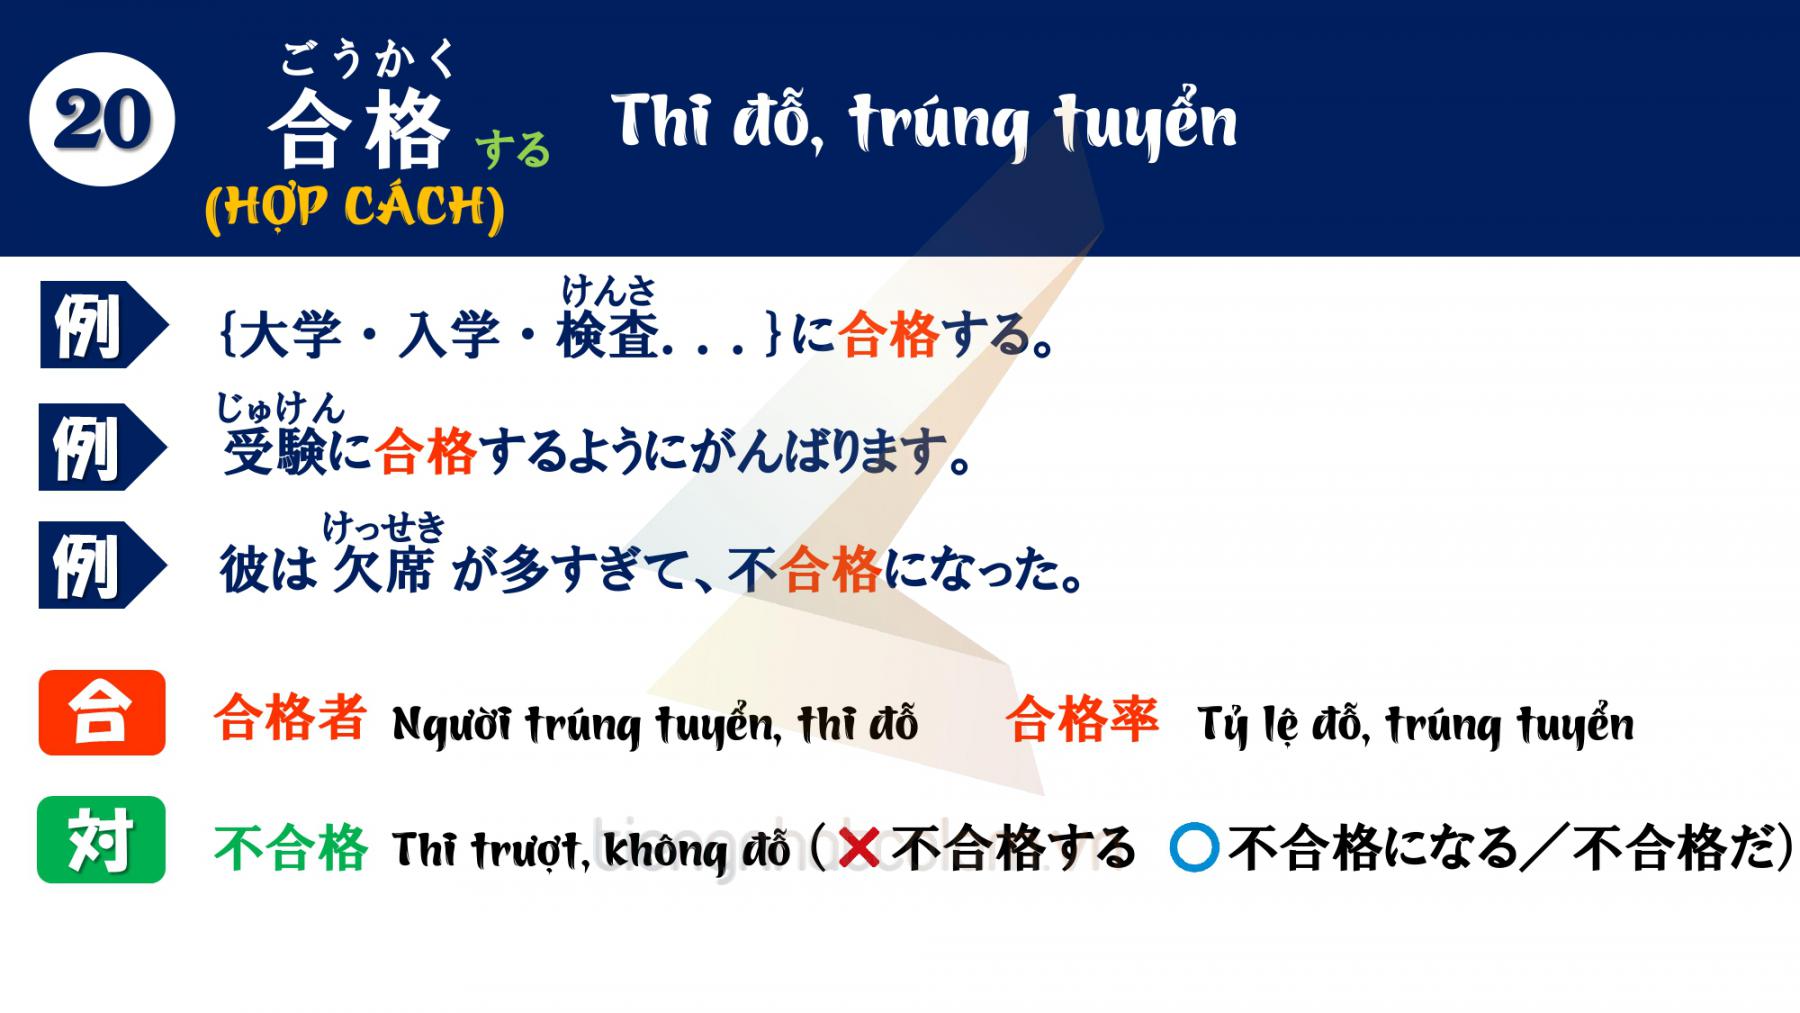 20
ごうかく
合格する Thi đỗ, trúng tuyển
(HỢP CÁCH)
けんさ
例 {大学・入学・検査...}に合格する。
じゅけん
例 受験に合格するようにがんばります。
けっせき
例 彼は 欠席 が多すぎて、不合格になった。
合 合格者 Người trúng tuyển, thi đỗ 合格率 Tỷ lệ đỗ, trúng tuyển
対 不合格 Thi trượt, không đỗ (❌不合格する ⭕不合格になる／不合格だ)